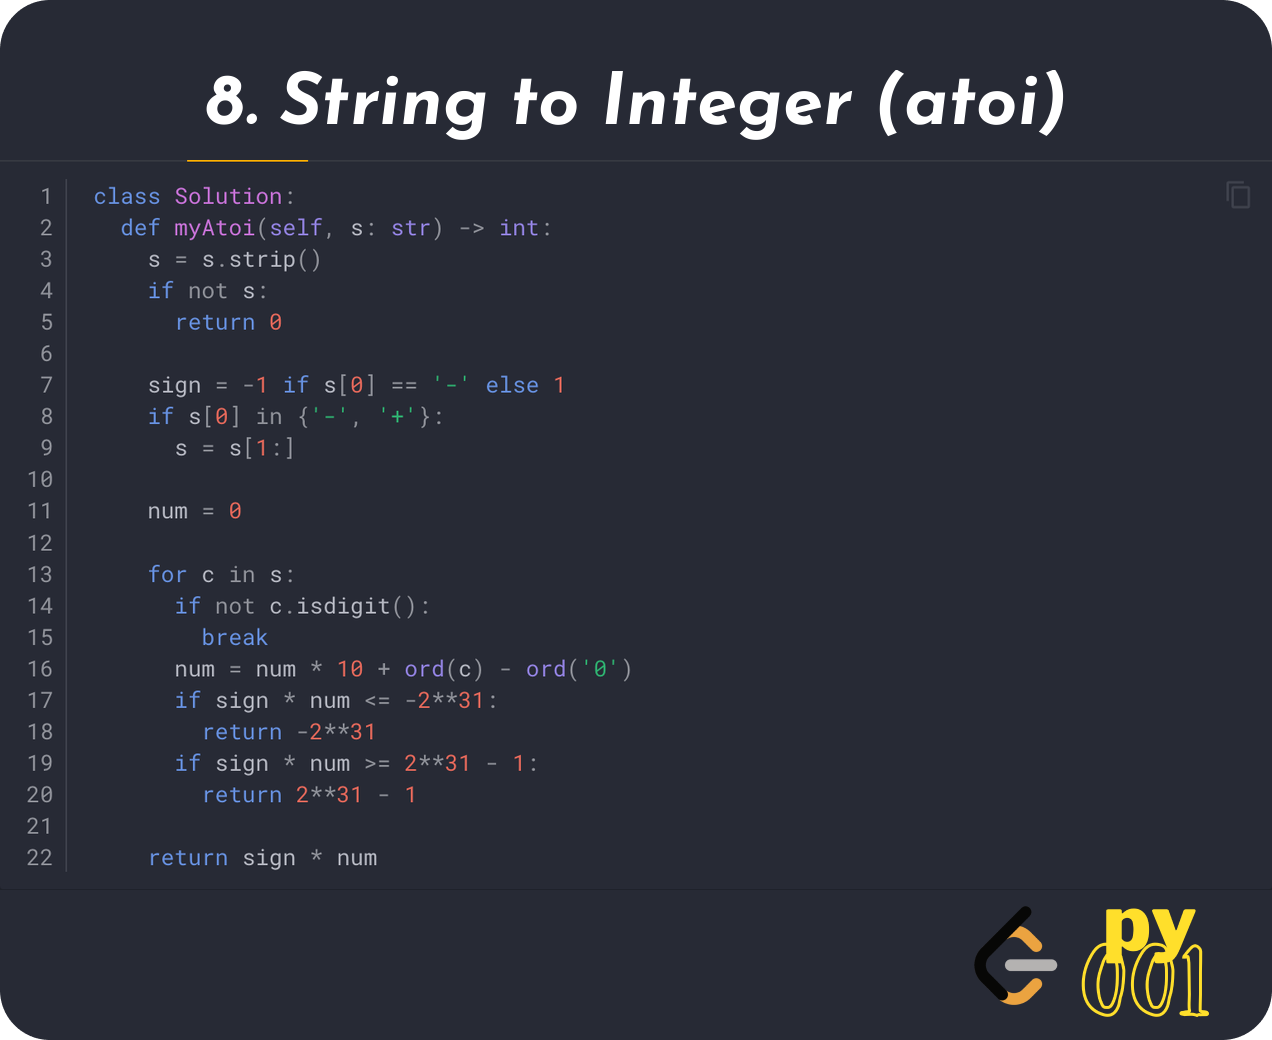 8. String to Integer (atoi)
1 class Solution:
2   def myAtoi(self, s: str) -> int:
3     s = s.strip()
4     if not s:
5       return 0
6
7     sign = -1 if s[0] == '-' else 1
8     if s[0] in {'-', '+'}:
9       s = s[1:]
10
11     num = 0
12
13     for c in s:
14       if not c.isdigit():
15         break
16       num = num * 10 + ord(c) - ord('0')
17       if sign * num <= -2**31:
18         return -2**31
19       if sign * num >= 2**31 - 1:
20         return 2**31 - 1
21
22     return sign * num
py
001